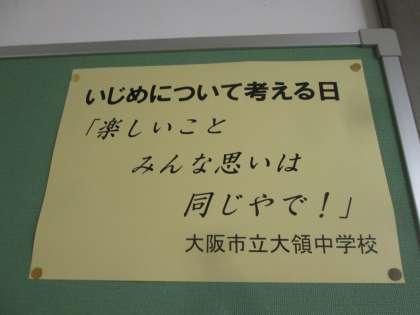 いじめについて考える日
「楽しいこと
みんな思いは
同じやで！」
大阪市立大領中学校